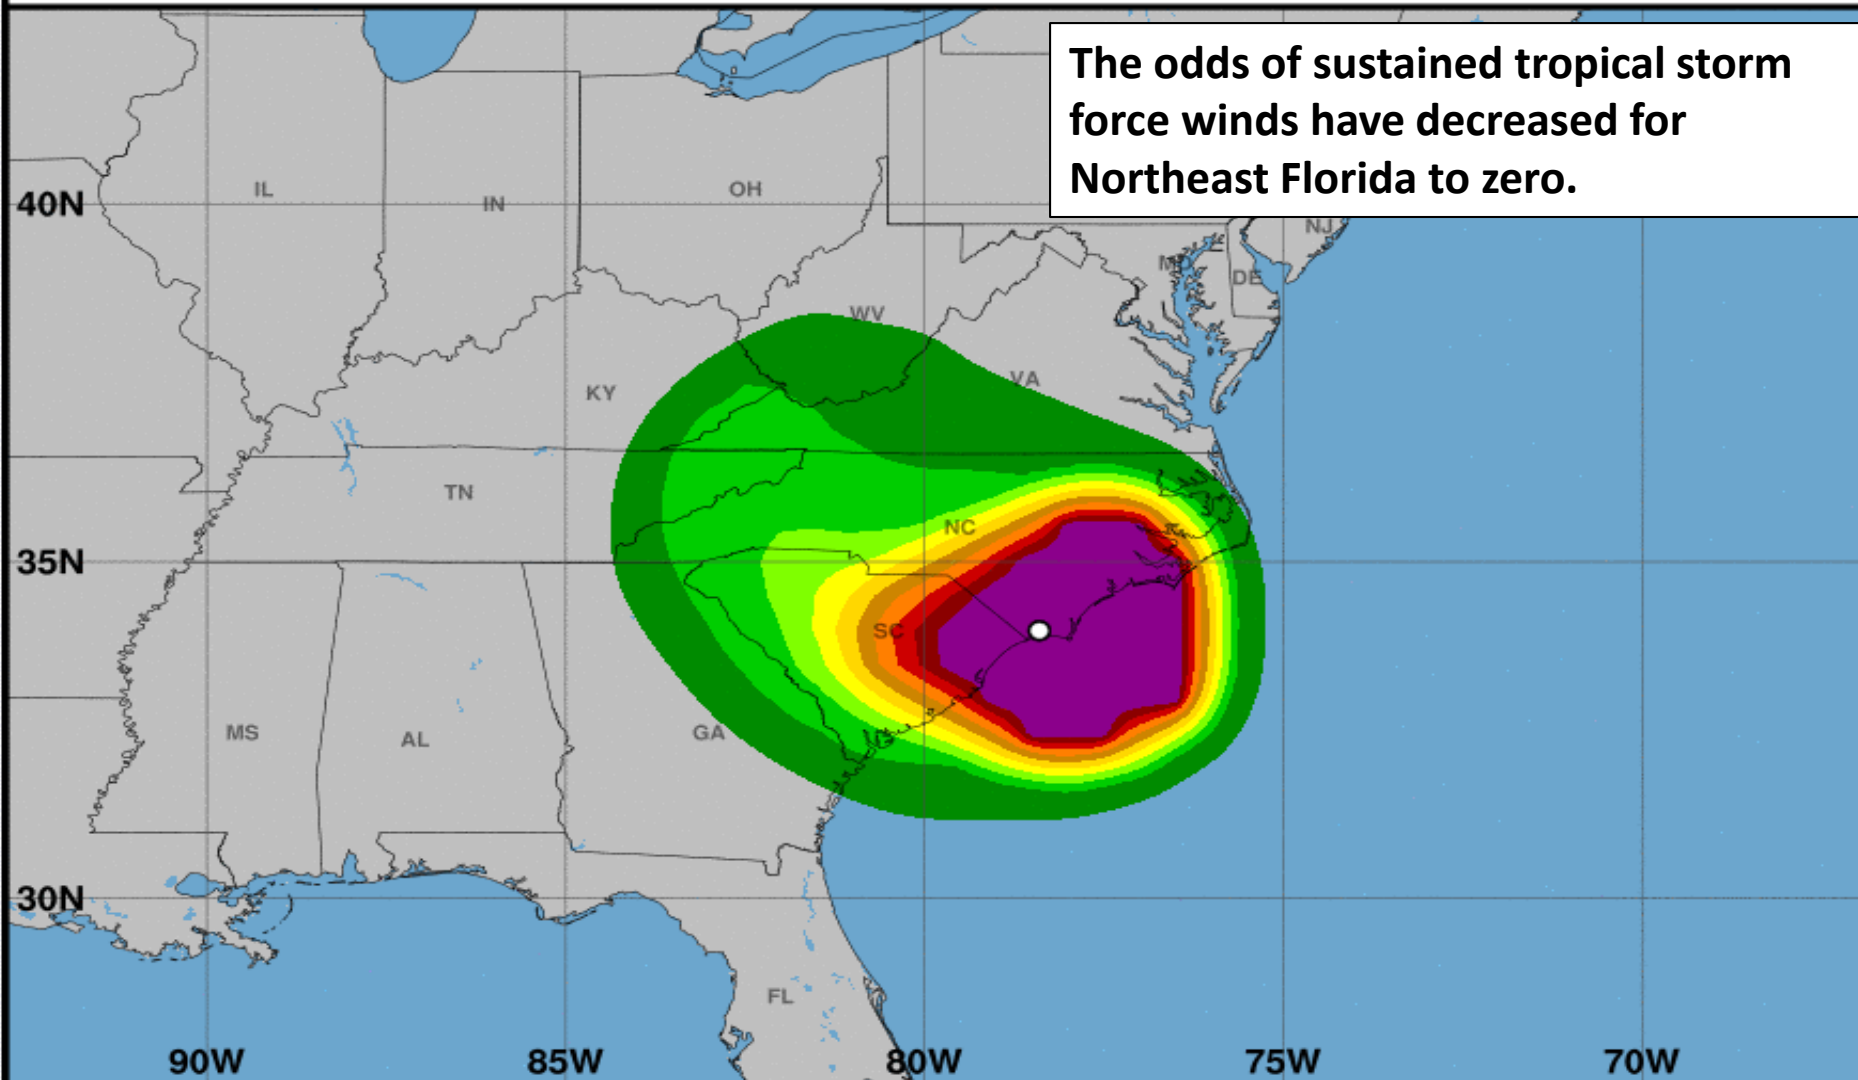 The odds of sustained tropical storm
force winds have decreased for
Northeast Florida to zero.
40N
IL
IN
OH
NJ
MD
DE
WV
VA
KY
TN
NC
35N
SC
MS
AL
GA
30N
FL
90W
85W
80W
75W
70W